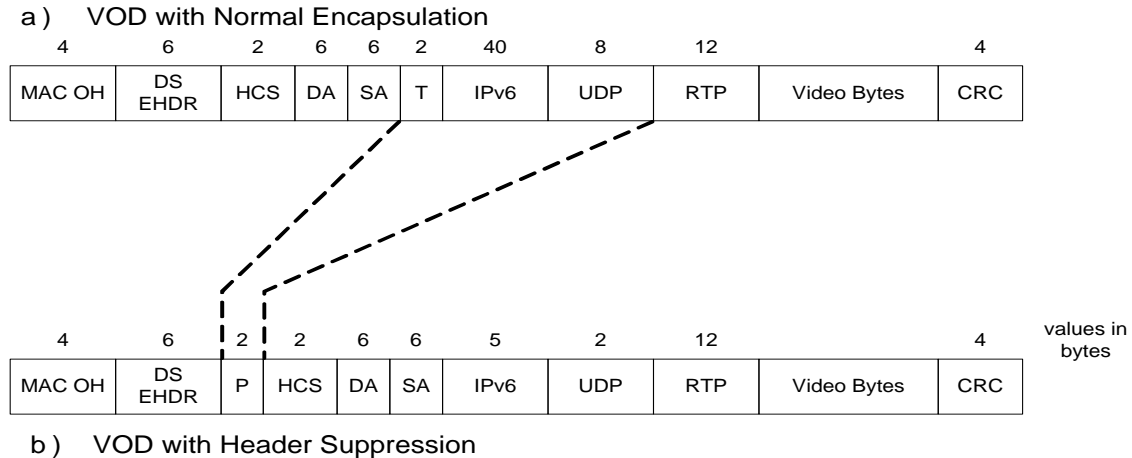 a) VOD with Normal Encapsulation
4 6 2 6 6 2 40 8 12 4
MAC OH DS EHDR HCS DA SA T IPv6 UDP RTP Video Bytes CRC
4 6 2 2 6 6 5 2 12 4 values in bytes
MAC OH DS EHDR P HCS DA SA IPv6 UDP RTP Video Bytes CRC
b) VOD with Header Suppression